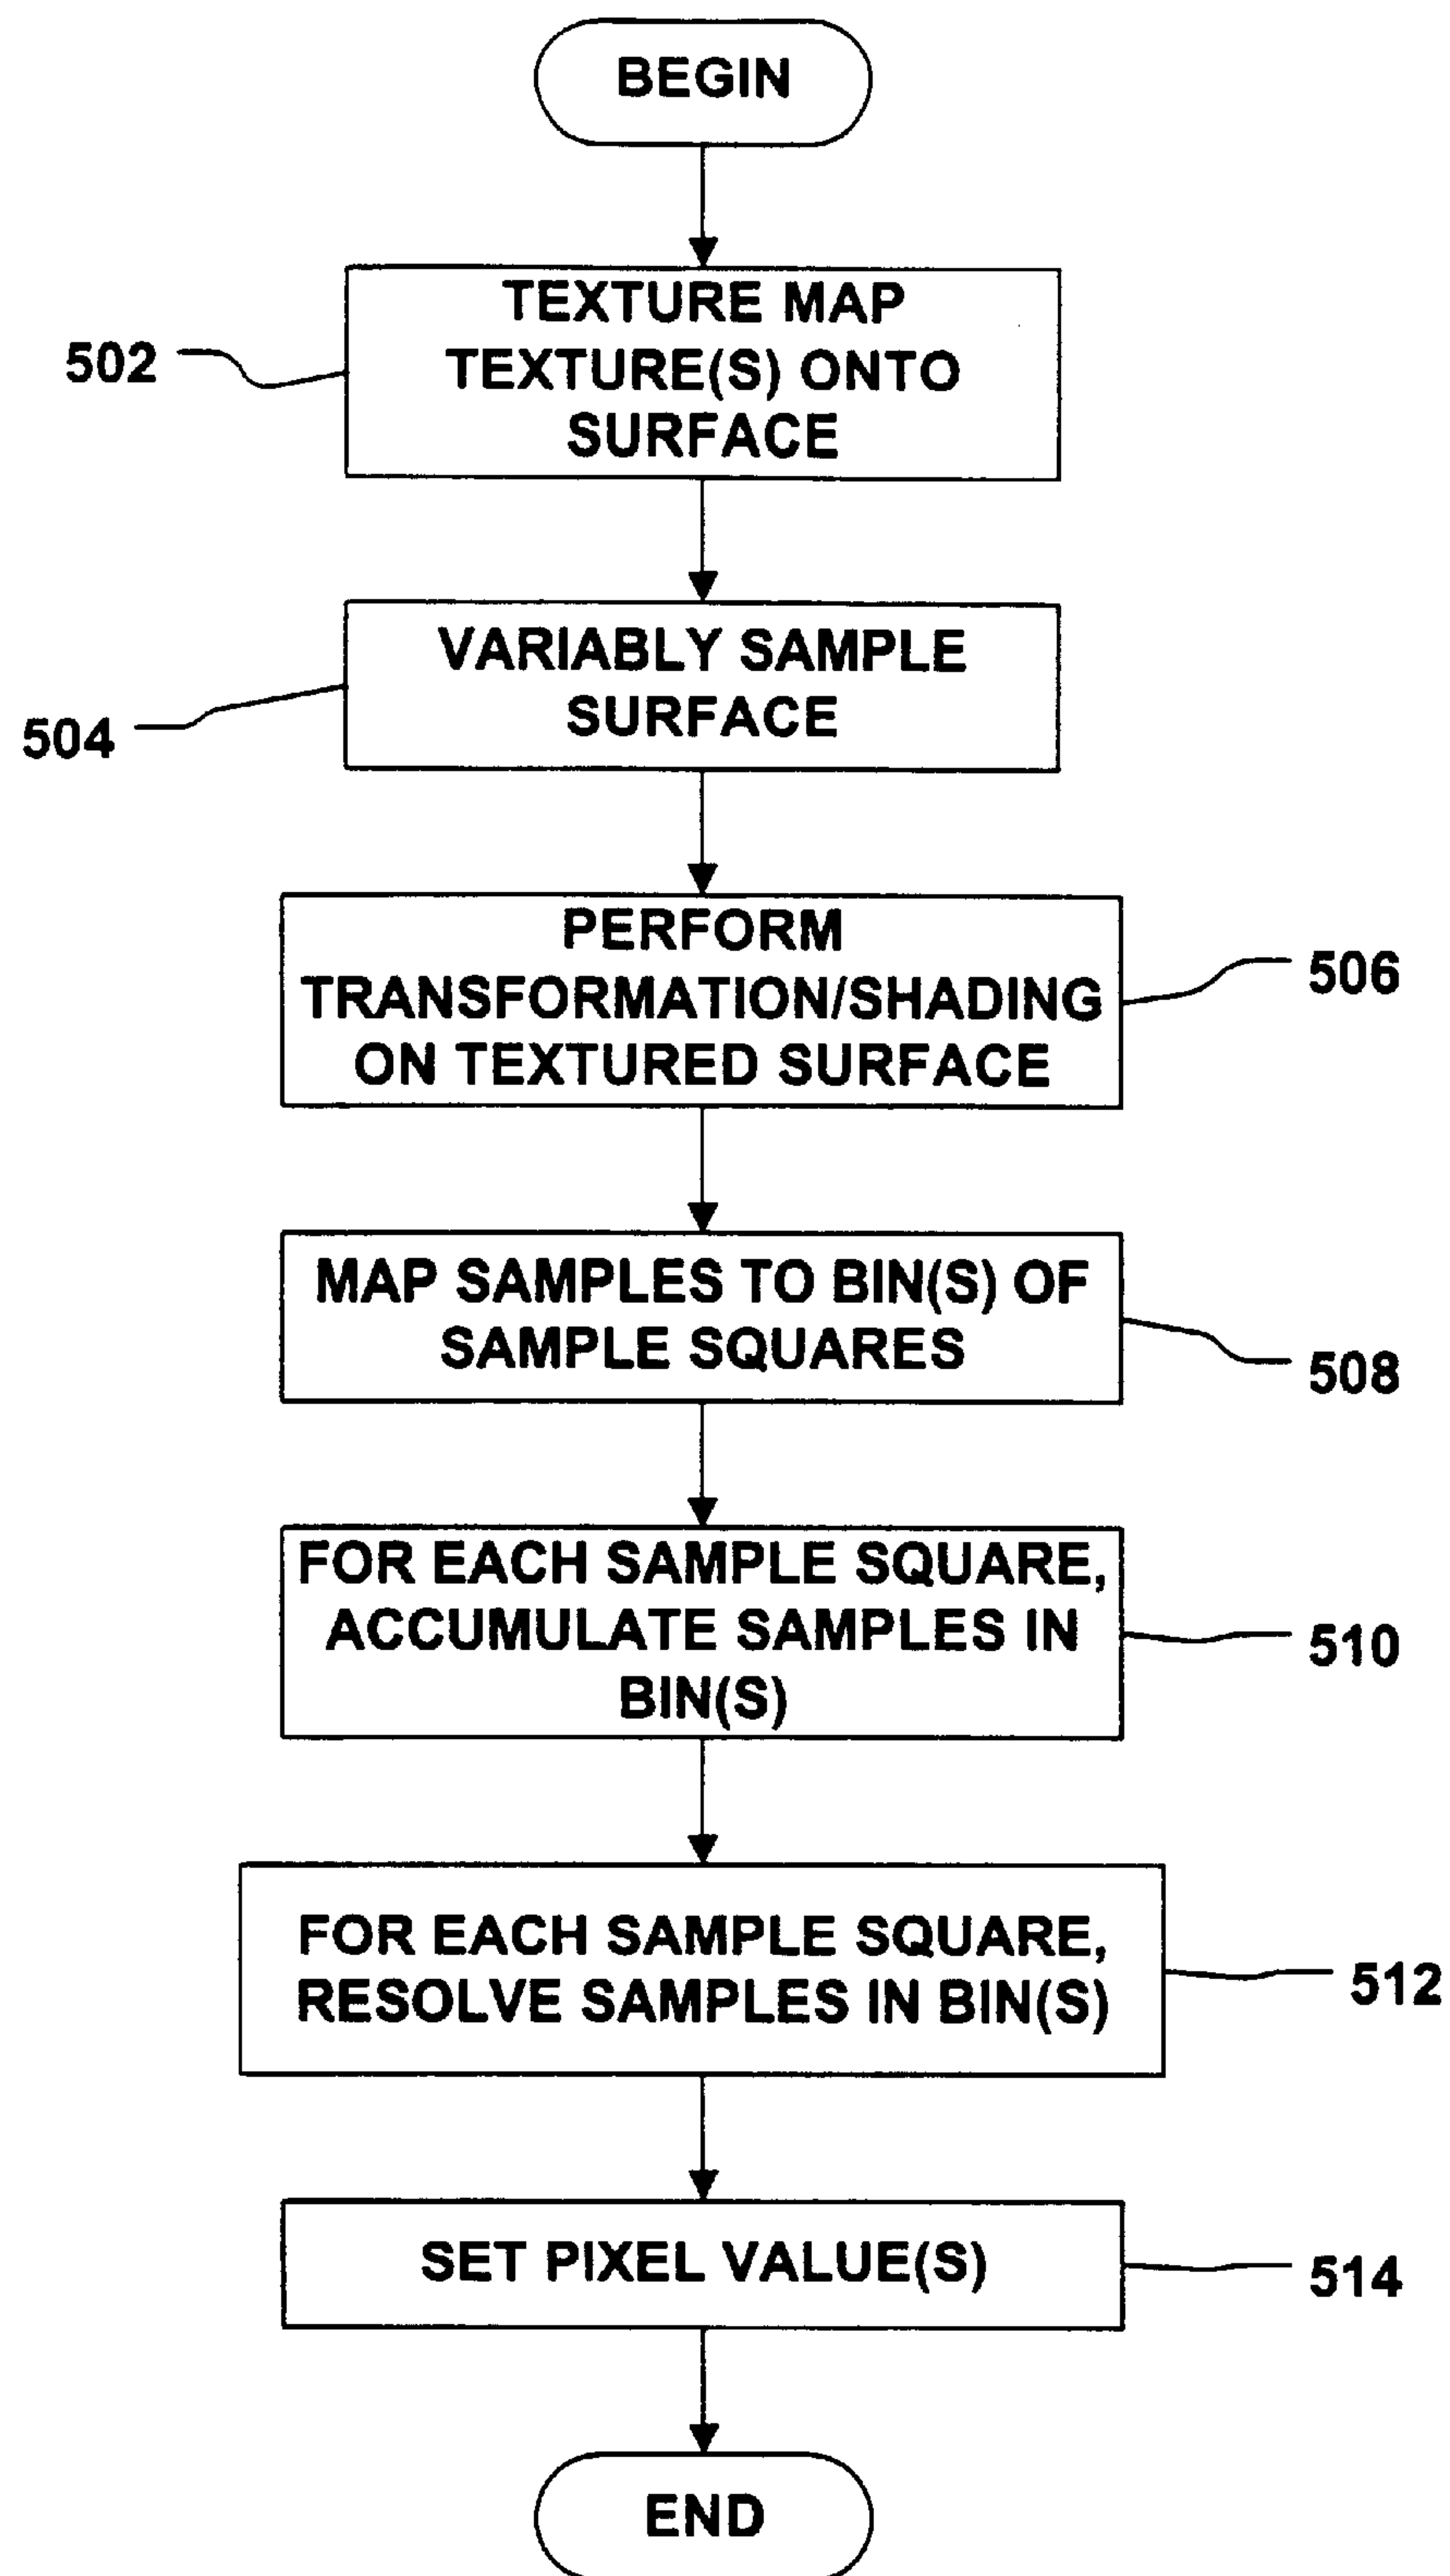 BEGIN
TEXTURE MAP
TEXTURE(S) ONTO
SURFACE
502
VARIABLY SAMPLE
SURFACE
504
PERFORM
TRANSFORMATION/SHADING
ON TEXTURED SURFACE
506
MAP SAMPLES TO BIN(S) OF
SAMPLE SQUARES
508
FOR EACH SAMPLE SQUARE,
ACCUMULATE SAMPLES IN
BIN(S)
510
FOR EACH SAMPLE SQUARE,
RESOLVE SAMPLES IN BIN(S)
512
SET PIXEL VALUE(S)
514
END